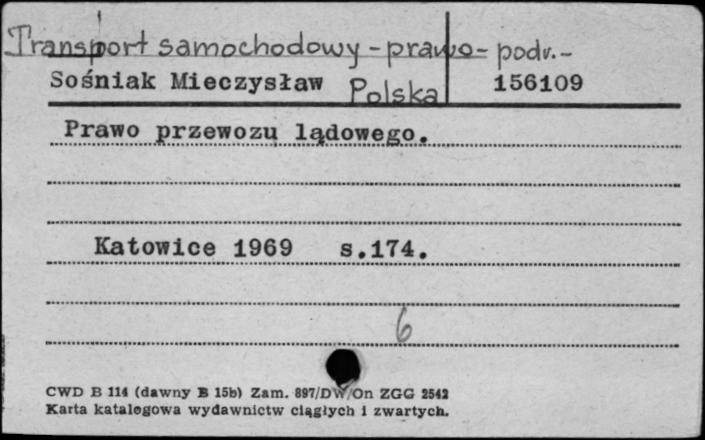 Transport samochodowy - prawo - podr. -
Sośniak Mieczysław Polska 156109
Prawo przewozu lądowego.
Katowice 1969 s.174.
6
CWD B 114 (dawny B 15b) Zam. 897/DW/On ZGG 2542
Karta katalogowa wydawnictw ciągłych i zwartych.